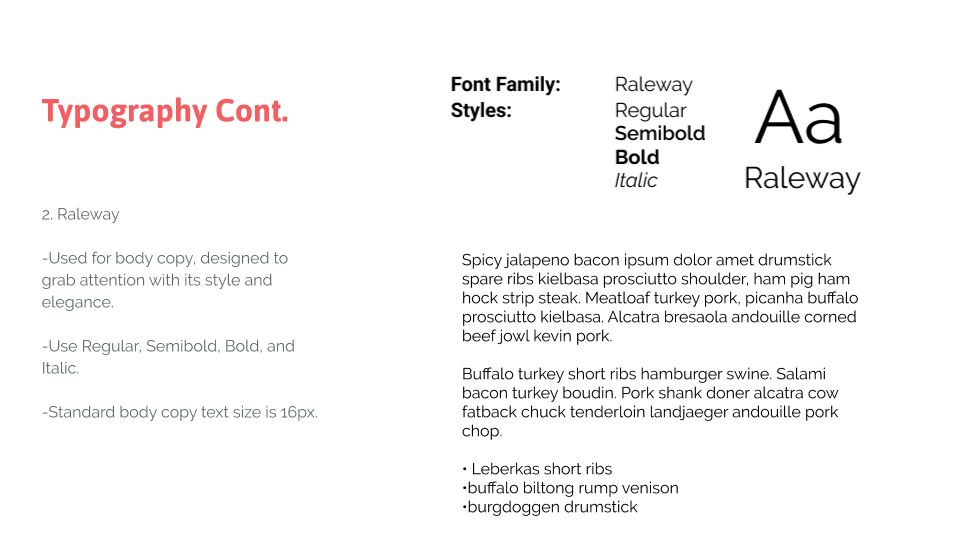 Typography Cont.
2. Raleway
-Used for body copy, designed to
grab attention with its style and
elegance.
-Use Regular, Semibold, Bold, and
Italic.
-Standard body copy text size is 16px.
Font Family: Raleway
Styles: Regular
Semibold
Bold
Italic
Aa
Raleway
Spicy jalapeno bacon ipsum dolor amet drumstick
spare ribs kielbasa prosciutto shoulder, ham pig ham
hock strip steak. Meatloaf turkey pork, picanha buffalo
prosciutto kielbasa. Alcatra bresaola andouille corned
beef jowl kevin pork.
Buffalo turkey short ribs hamburger swine. Salami
bacon turkey boudin. Pork shank doner alcatra cow
fatback chuck tenderloin landjaeger andouille pork
chop.
• Leberkas short ribs
•buffalo biltong rump venison
•burgdoggen drumstick